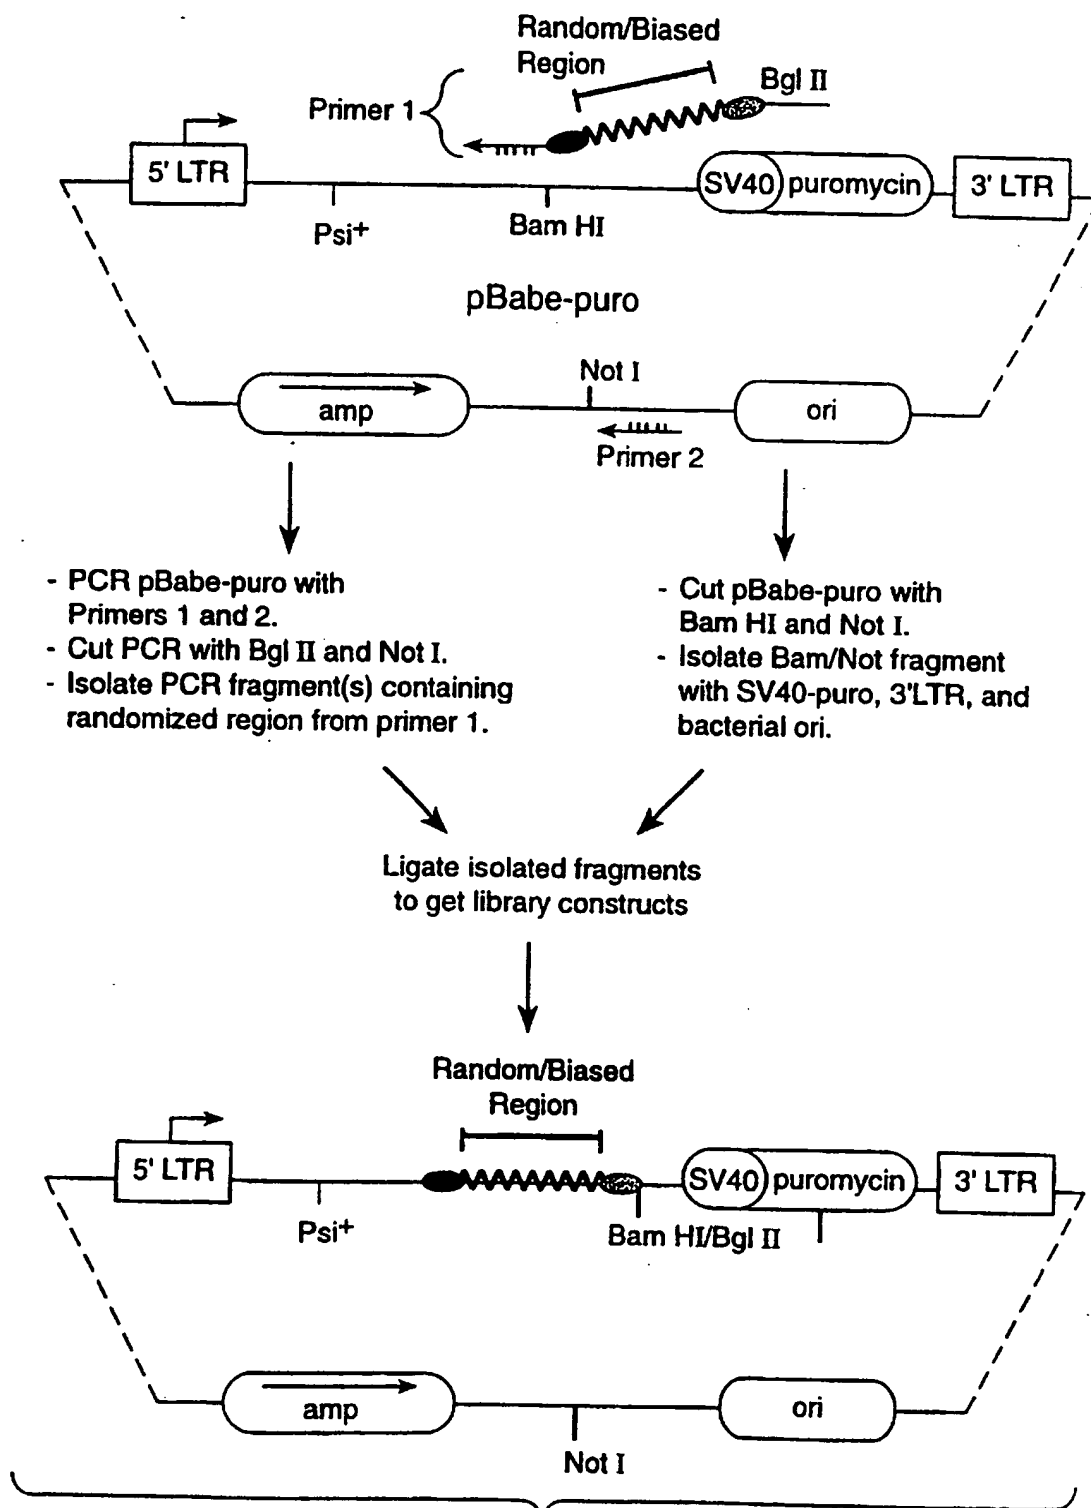 Random/Biased
Region
Bgl II
Primer 1
5' LTR
SV40
puromycin
3' LTR
Psi+
Bam HI
pBabe-puro
Not I
amp
ori
Primer 2
- PCR pBabe-puro with
Primers 1 and 2.
- Cut PCR with Bgl II and Not I.
- Isolate PCR fragment(s) containing
randomized region from primer 1.
- Cut pBabe-puro with
Bam HI and Not I.
- Isolate Bam/Not fragment
with SV40-puro, 3'LTR, and
bacterial ori.
Ligate isolated fragments
to get library constructs
Random/Biased
Region
5' LTR
SV40
puromycin
3' LTR
Psi+
Bam HI/Bgl II
amp
ori
Not I